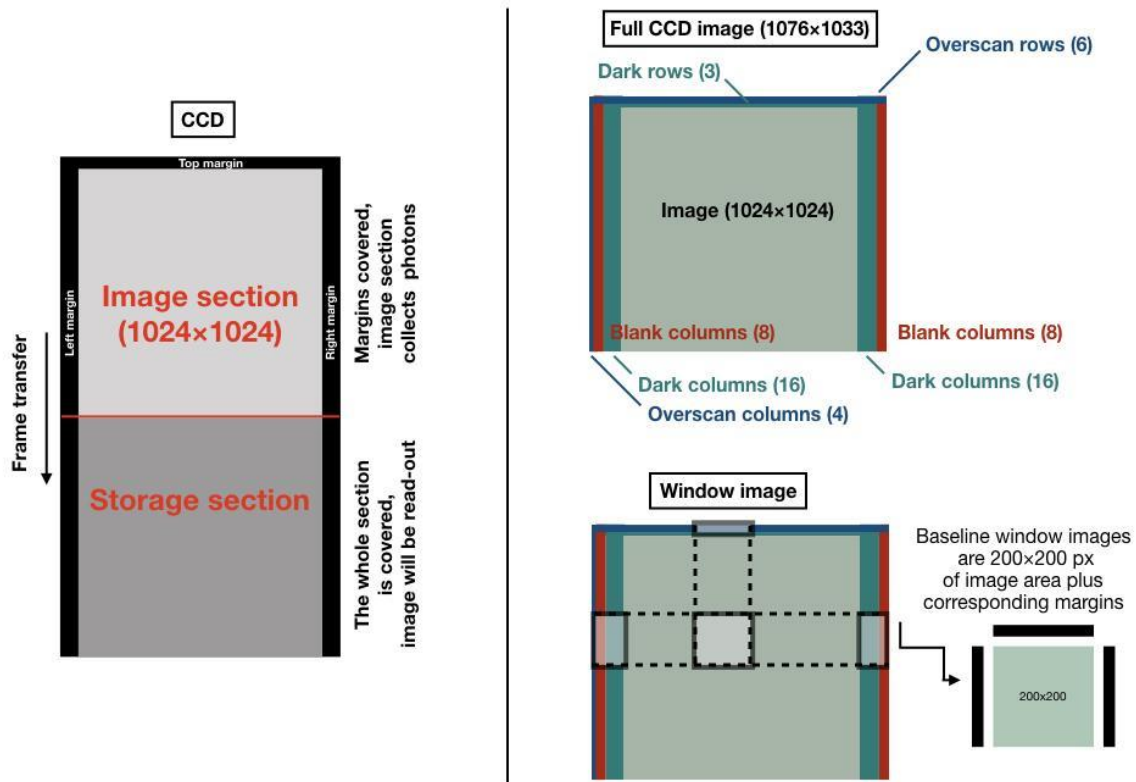 CCD
Top margin
Left margin
Right margin
Image section
(1024×1024)
Margins covered,
image section
collects photons
Frame transfer
Storage section
The whole section
is covered,
image will be read-out
Full CCD image (1076×1033)
Overscan rows (6)
Dark rows (3)
Image (1024×1024)
Blank columns (8)
Blank columns (8)
Dark columns (16)
Dark columns (16)
Overscan columns (4)
Window image
Baseline window images
are 200×200 px
of image area plus
corresponding margins
200x200